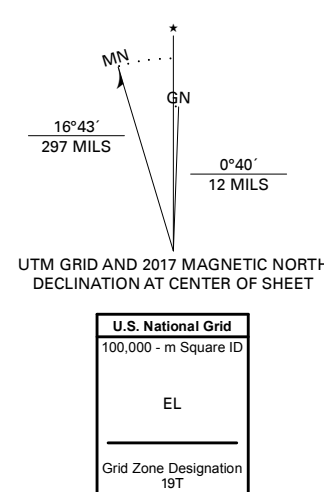 ★
MN
GN
16°43´
297 MILS
0°40´
12 MILS
UTM GRID AND 2017 MAGNETIC NORTH
DECLINATION AT CENTER OF SHEET
U.S. National Grid
100,000 - m Square ID
EL
Grid Zone Designation
19T